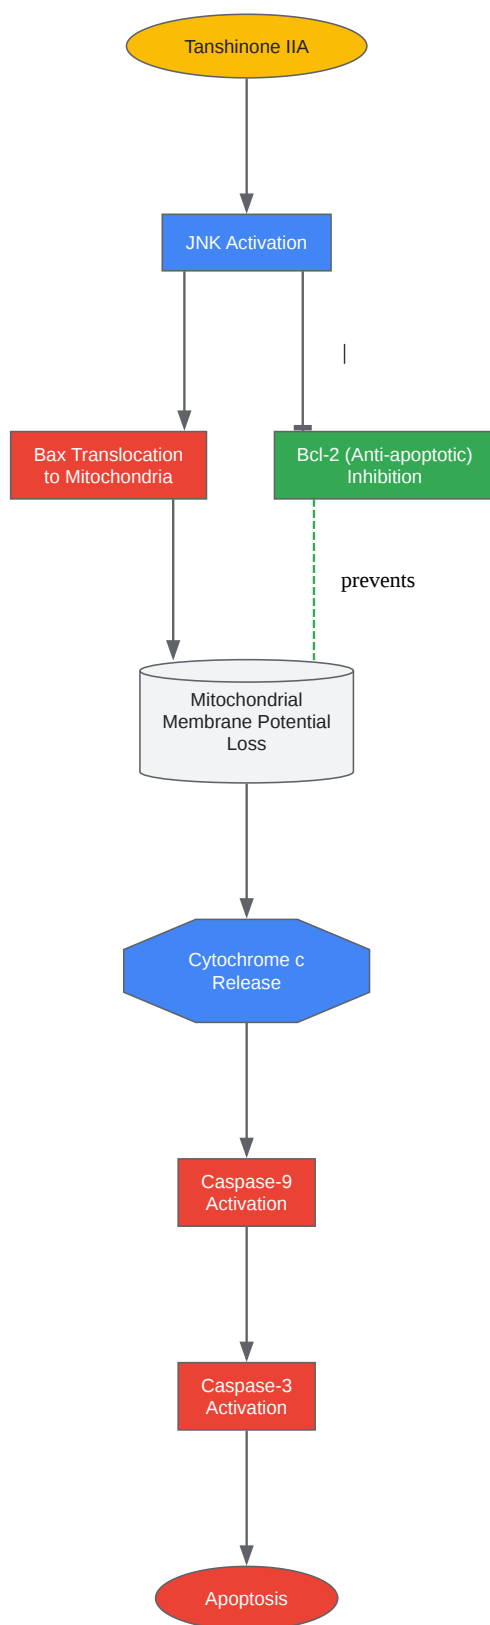 Tanshinone IIA
JNK Activation
|
Bax Translocation
to Mitochondria
Bcl-2 (Anti-apoptotic)
Inhibition
prevents
Mitochondrial
Membrane Potential
Loss
Cytochrome c
Release
Caspase-9
Activation
Caspase-3
Activation
Apoptosis